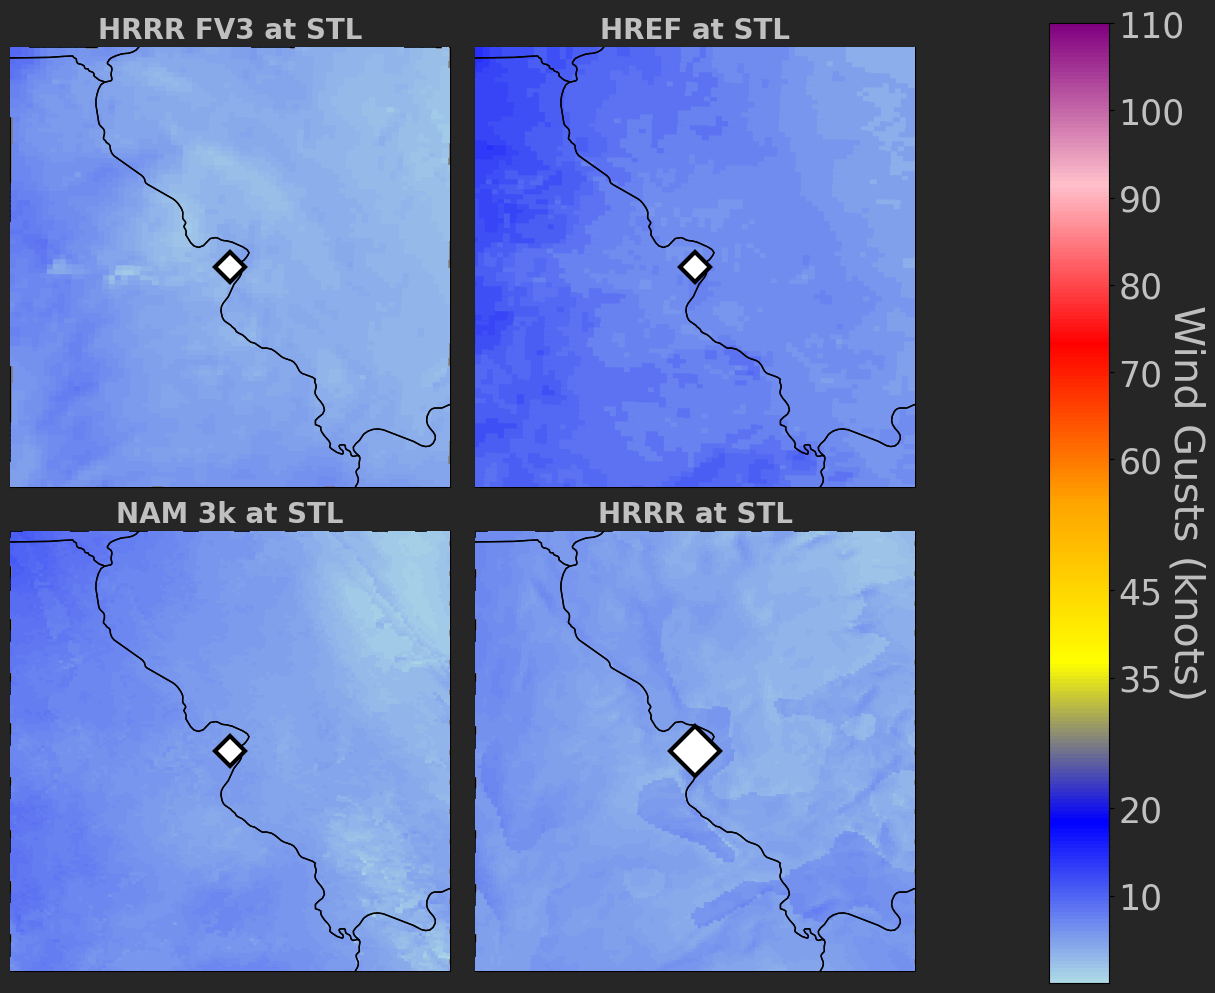 HRRR FV3 at STL
HREF at STL
NAM 3k at STL
HRRR at STL
110
100
90
80
70
60
45
35
20
10
Wind Gusts (knots)